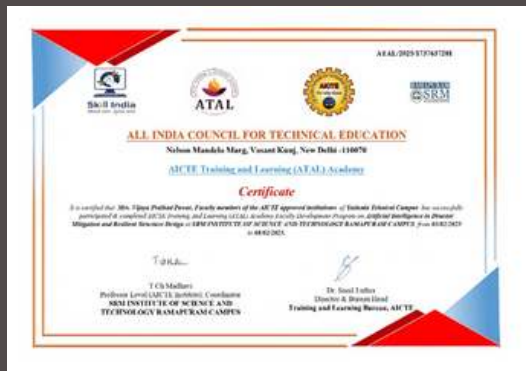 ATAL/2025/1737637288
Skill India
ATAL
AICTE
SRM
ALL INDIA COUNCIL FOR TECHNICAL EDUCATION
Nelson Mandela Marg, Vasant Kunj, New Delhi -110070
AICTE Training and Learning (ATAL) Academy
Certificate
It is certified that Mrs. Vijaya Pralhad Pawar, Faculty members of the AICTE approved institutions of Technical Campus has successfully
participated & completed AICTE Training and Learning (ATAL) Academy Faculty Development Program on Artificial Intelligence in Disaster
Mitigation and Resilient Structure Design at SRM INSTITUTE OF SCIENCE AND TECHNOLOGY RAMAPURAM CAMPUS from 03/02/2025
to 08/02/2025.
T Ch Madhavi
Professor Level (AICTE Institute), Coordinator
SRM INSTITUTE OF SCIENCE AND
TECHNOLOGY RAMAPURAM CAMPUS
Dr. Sunil Luthra
Director & Bureau Head
Training and Learning Bureau, AICTE